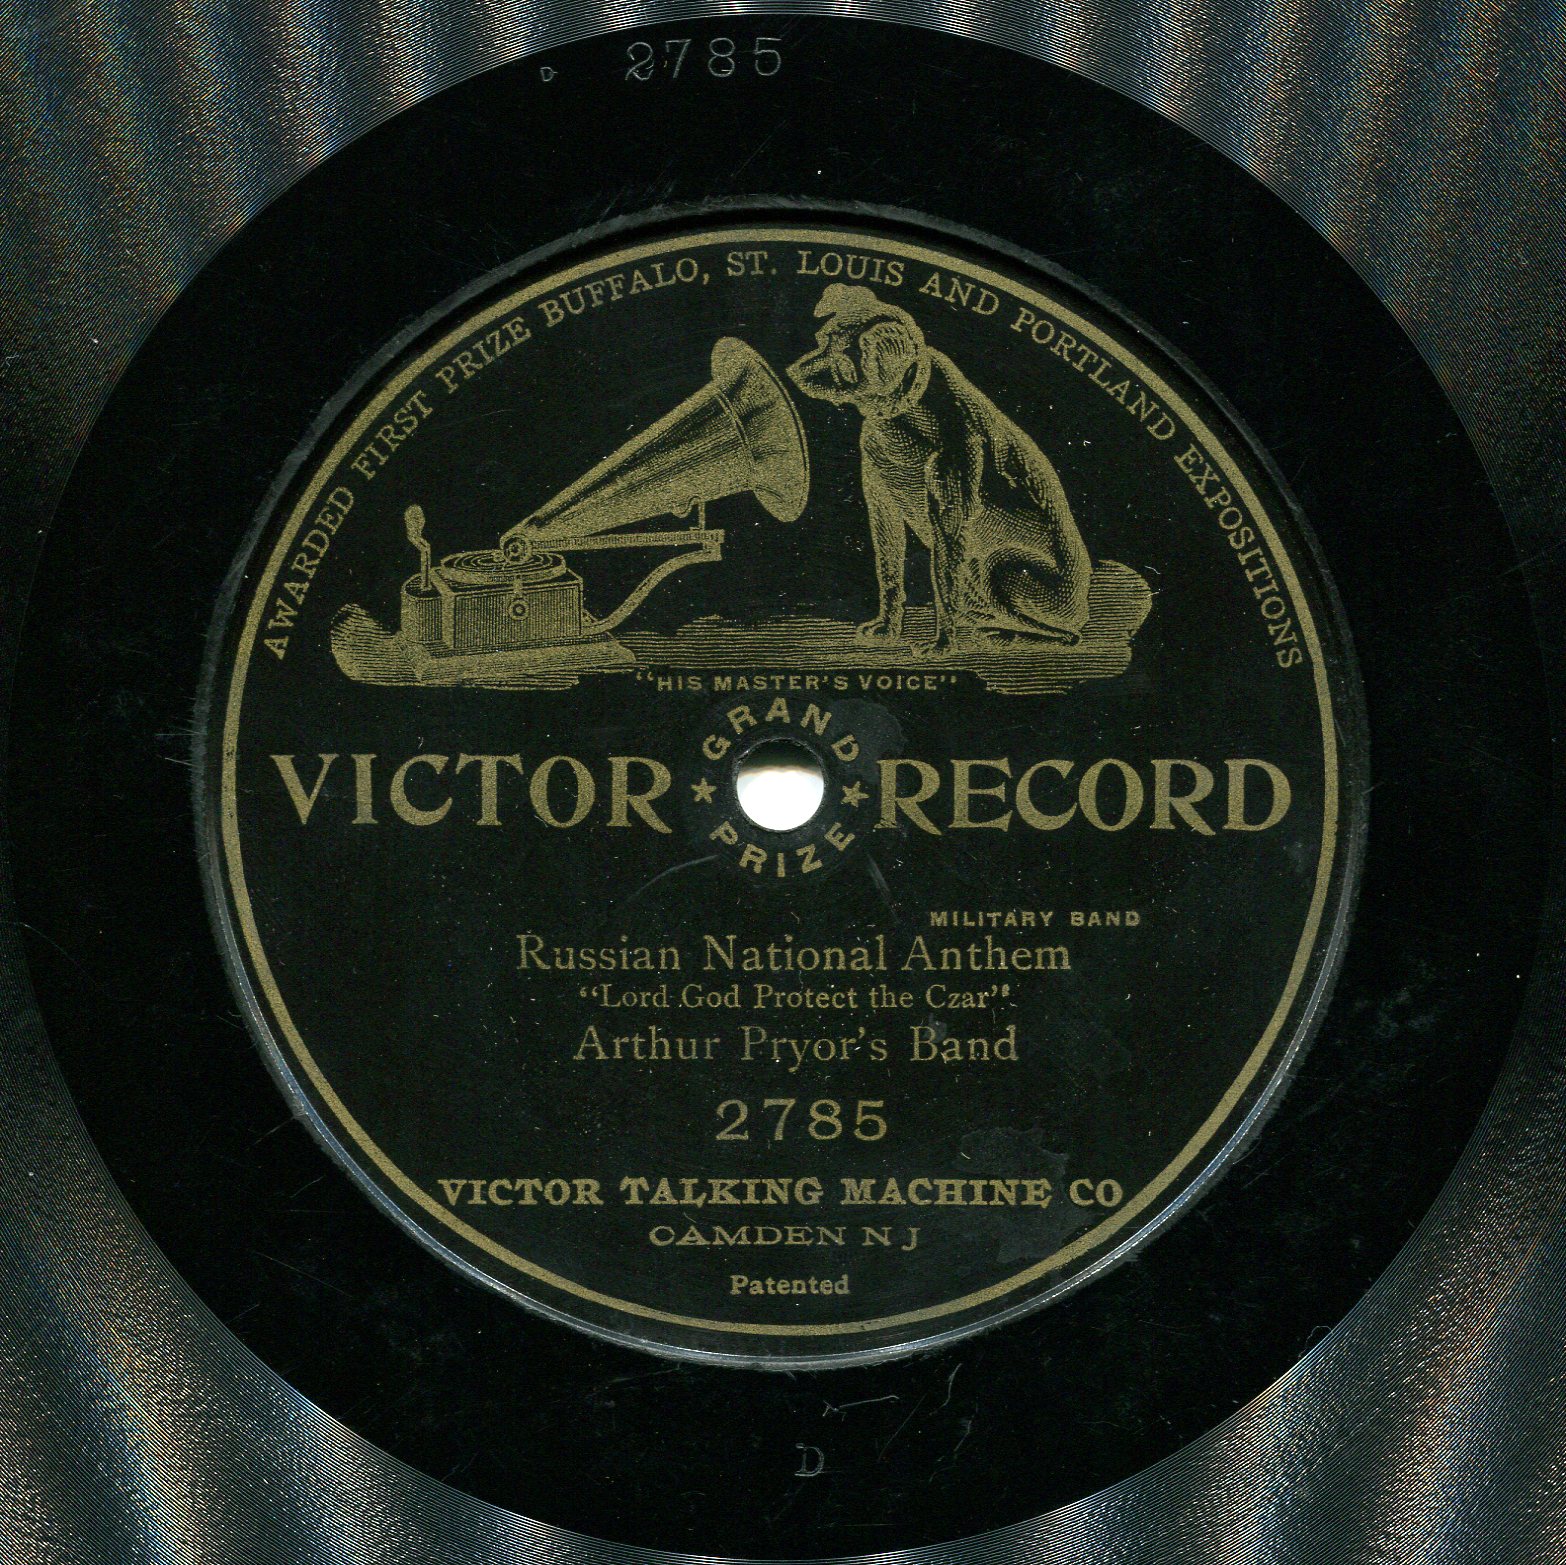 D 2785
AWARDED FIRST PRIZE BUFFALO, ST. LOUIS AND PORTLAND EXPOSITIONS
"HIS MASTER'S VOICE"
GRAND
VICTOR RECORD
PRIZE
MILITARY BAND
Russian National Anthem
"Lord God Protect the Czar"
Arthur Pryor's Band
2785
VICTOR TALKING MACHINE CO
CAMDEN N J
Patented
D